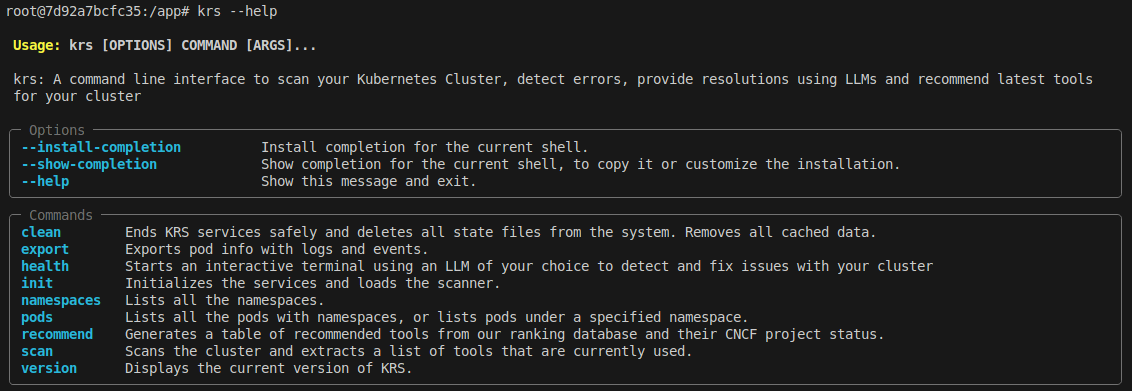 root@7d92a7bcfc35:/app# krs --help
Usage: krs [OPTIONS] COMMAND [ARGS]...
krs: A command line interface to scan your Kubernetes Cluster, detect errors, provide resolutions using LLMs and recommend latest tools
for your cluster
Options
--install-completion Install completion for the current shell.
--show-completion Show completion for the current shell, to copy it or customize the installation.
--help Show this message and exit.
Commands
clean Ends KRS services safely and deletes all state files from the system. Removes all cached data.
export Exports pod info with logs and events.
health Starts an interactive terminal using an LLM of your choice to detect and fix issues with your cluster
init Initializes the services and loads the scanner.
namespaces Lists all the namespaces.
pods Lists all the pods with namespaces, or lists pods under a specified namespace.
recommend Generates a table of recommended tools from our ranking database and their CNCF project status.
scan Scans the cluster and extracts a list of tools that are currently used.
version Displays the current version of KRS.